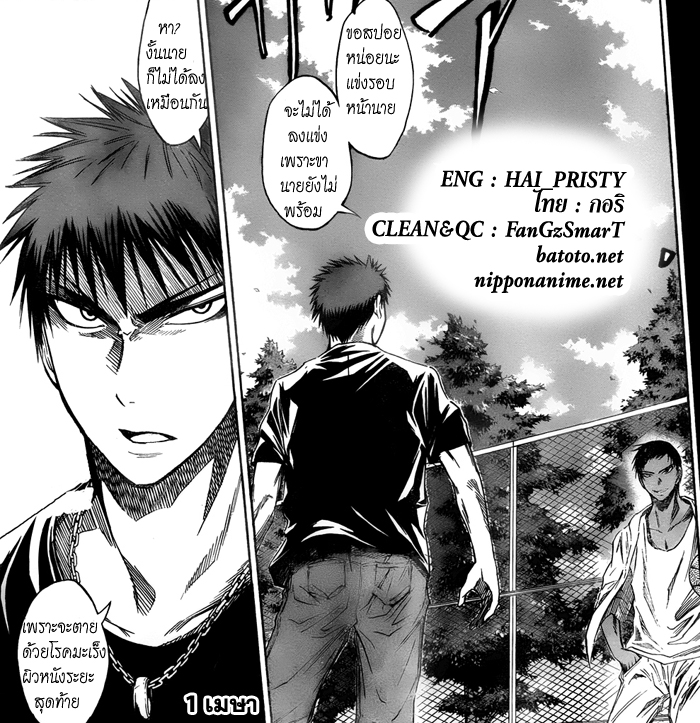 ขอสปอย
หน่อยนะ
แข่งรอบ
หน้านาย
จะไม่ได้
ลงแข่ง
เพราะขา
นายยังไม่
พร้อม
หา?
งั้นนาย
ก็ไม่ได้ลง
เหมือนกัน
เพราะจะตาย
ด้วยโรคมะเร็ง
ผิวหนังระยะ
สุดท้าย
1 เมษา
ENG : HAI_PRISTY
ไทย : กอริ
CLEAN&QC : FanGzSmarT
batoto.net
nipponanime.net